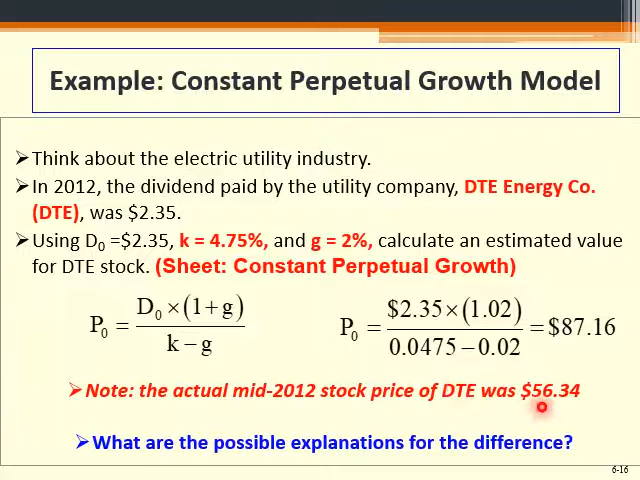 Example: Constant Perpetual Growth Model
➢Think about the electric utility industry.
➢In 2012, the dividend paid by the utility company, DTE Energy Co.
(DTE), was $2.35.
➢Using D₀ =$2.35, k = 4.75%, and g = 2%, calculate an estimated value
for DTE stock. (Sheet: Constant Perpetual Growth)
P₀ = D₀ × (1 + g) / k − g
P₀ = $2.35 × (1.02) / 0.0475 − 0.02 = $87.16
➢Note: the actual mid-2012 stock price of DTE was $56.34
➢What are the possible explanations for the difference?
6-16